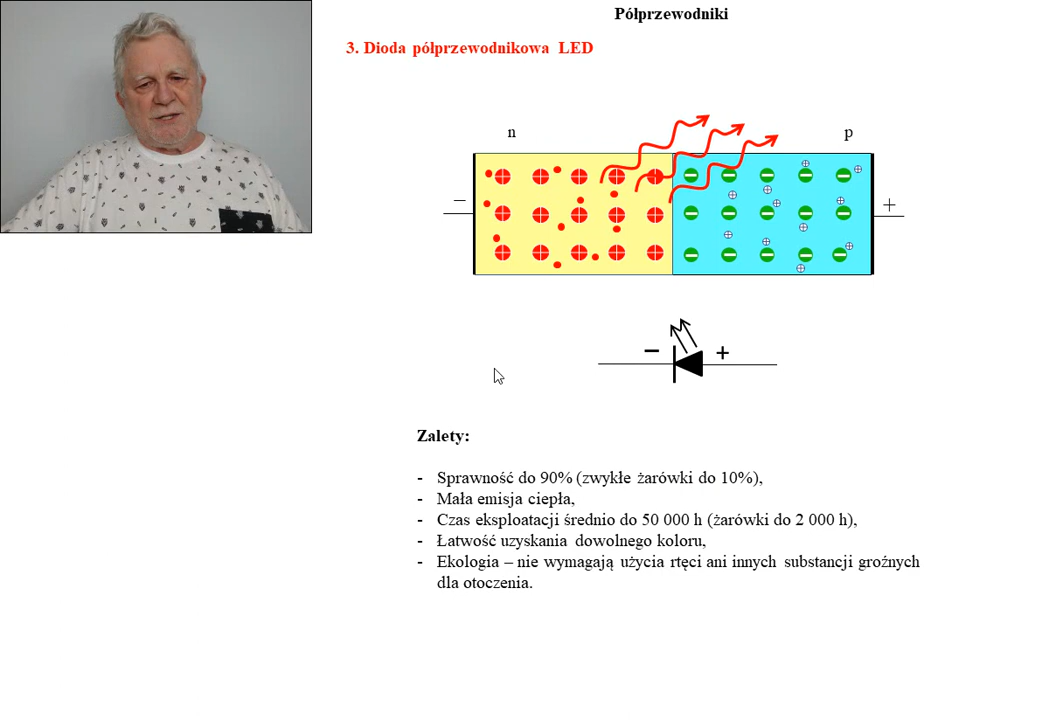 Półprzewodniki
3. Dioda półprzewodnikowa LED
n
p
−
+
− +
Zalety:
- Sprawność do 90% (zwykłe żarówki do 10%),
- Mała emisja ciepła,
- Czas eksploatacji średnio do 50 000 h (żarówki do 2 000 h),
- Łatwość uzyskania dowolnego koloru,
- Ekologia – nie wymagają użycia rtęci ani innych substancji groźnych
dla otoczenia.